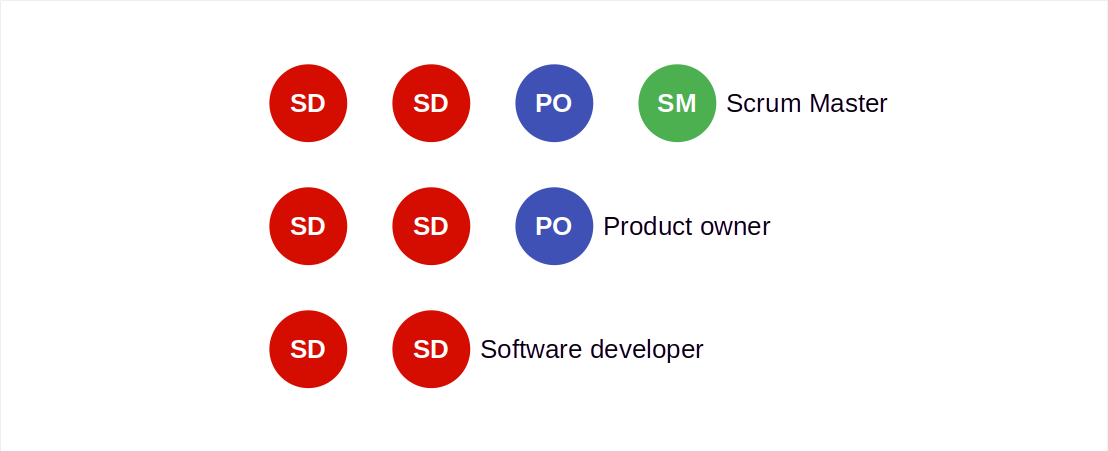 SD SD PO SM Scrum Master
SD SD PO Product owner
SD SD Software developer